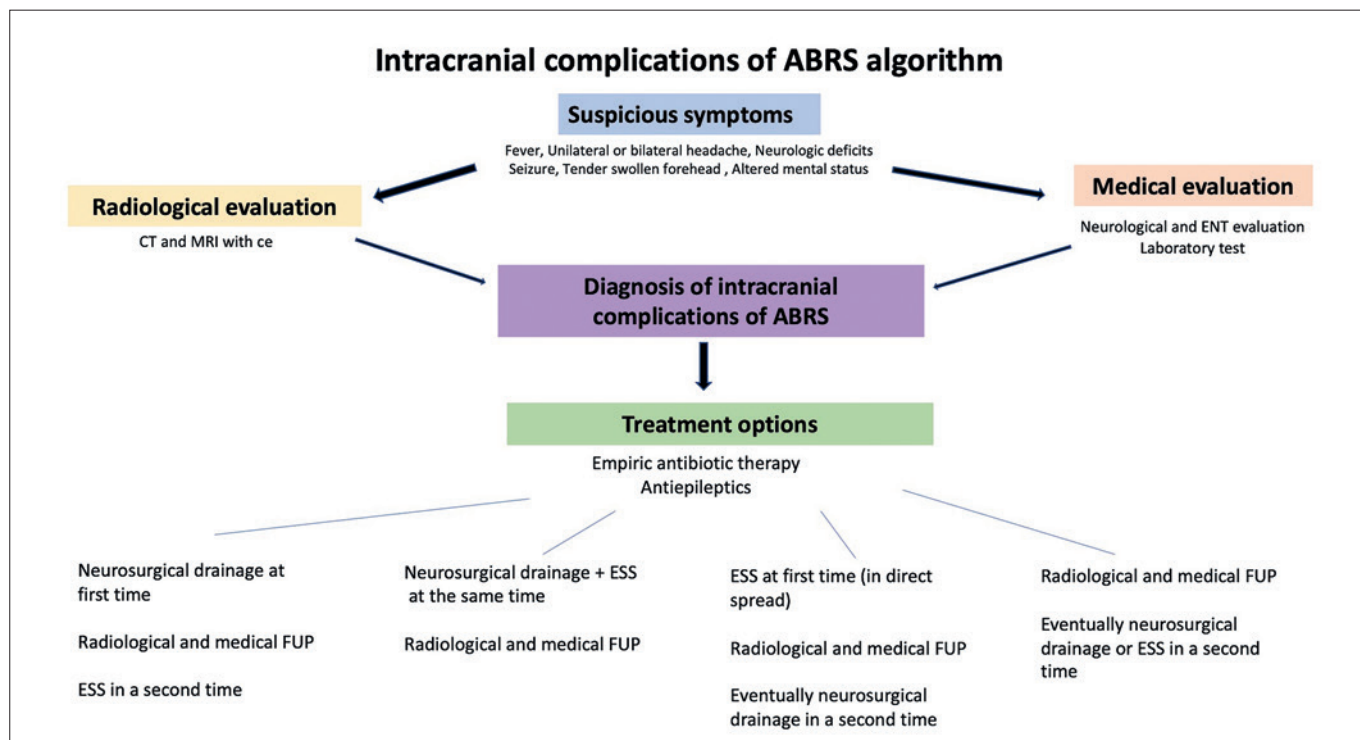 Intracranial complications of ABRS algorithm
Suspicious symptoms
Fever, Unilateral or bilateral headache, Neurologic deficits
Seizure, Tender swollen forehead , Altered mental status
Radiological evaluation
CT and MRI with ce
Medical evaluation
Neurological and ENT evaluation
Laboratory test
Diagnosis of intracranial
complications of ABRS
Treatment options
Empiric antibiotic therapy
Antiepileptics
Neurosurgical drainage at
first time
Radiological and medical FUP
ESS in a second time
Neurosurgical drainage + ESS
at the same time
Radiological and medical FUP
ESS at first time (in direct
spread)
Radiological and medical FUP
Eventually neurosurgical
drainage in a second time
Radiological and medical FUP
Eventually neurosurgical
drainage or ESS in a second
time